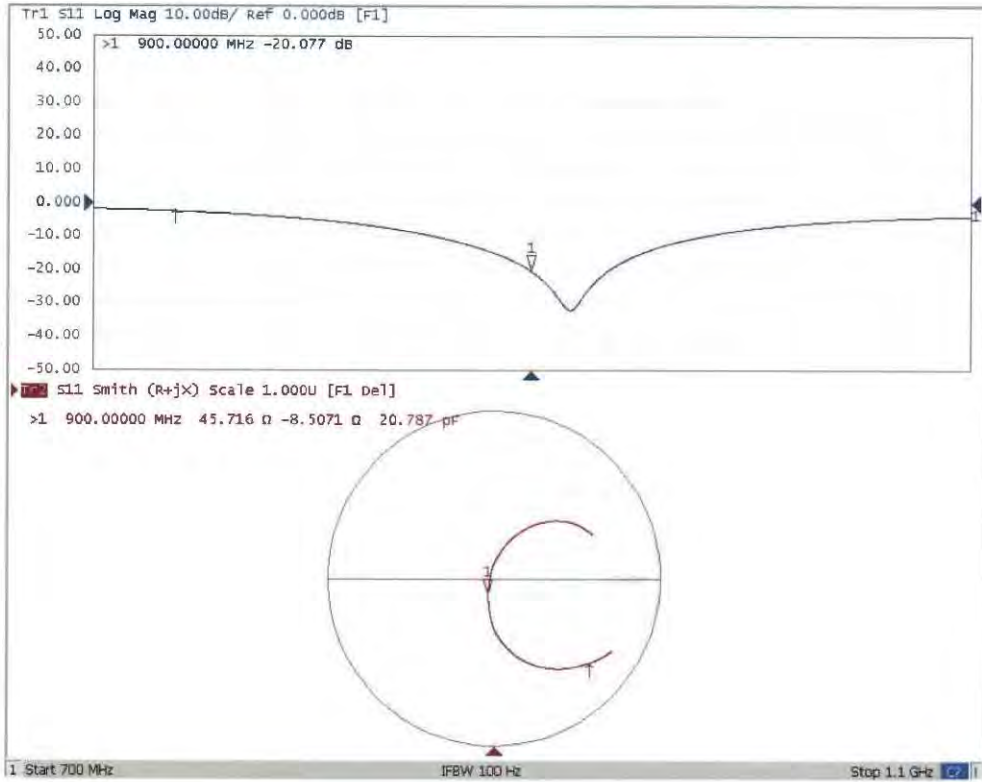 Tr1 S11 Log Mag 10.00dB/ Ref 0.000dB [F1]
50.00
>1 900.00000 MHz -20.077 dB
40.00
30.00
20.00
10.00
0.000
1
-10.00
1
-20.00
-30.00
-40.00
-50.00
Tr2 S11 Smith (R+jX) Scale 1.000U [F1 Del]
>1 900.00000 MHz 45.716 Ω -8.5071 Ω 20.787 pF
1
1 Start 700 MHz IFBW 100 Hz Stop 1.1 GHz C?